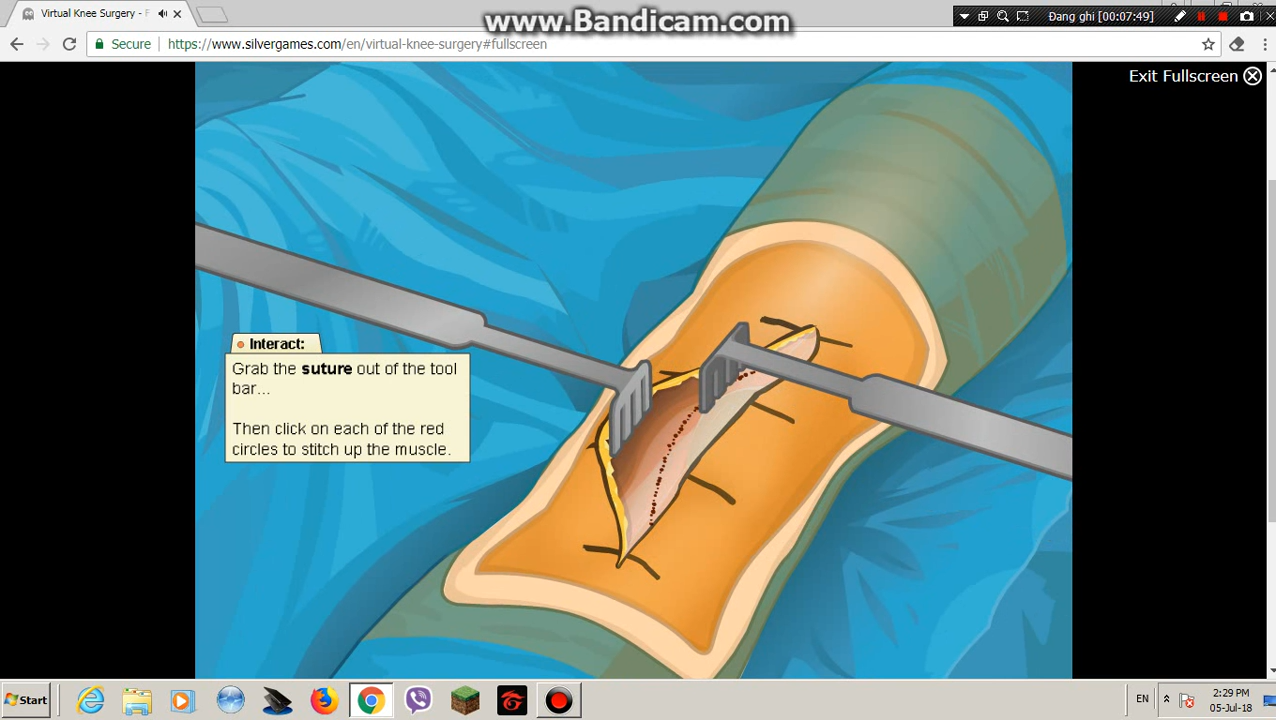 Virtual Knee Surgery - F
www.Bandicam.com
Đang ghi [00:07:49]
Secure
https://www.silvergames.com/en/virtual-knee-surgery#fullscreen
Exit Fullscreen
Interact:
Grab the suture out of the tool
bar...
Then click on each of the red
circles to stitch up the muscle.
Start
EN
2:29 PM
05-Jul-18